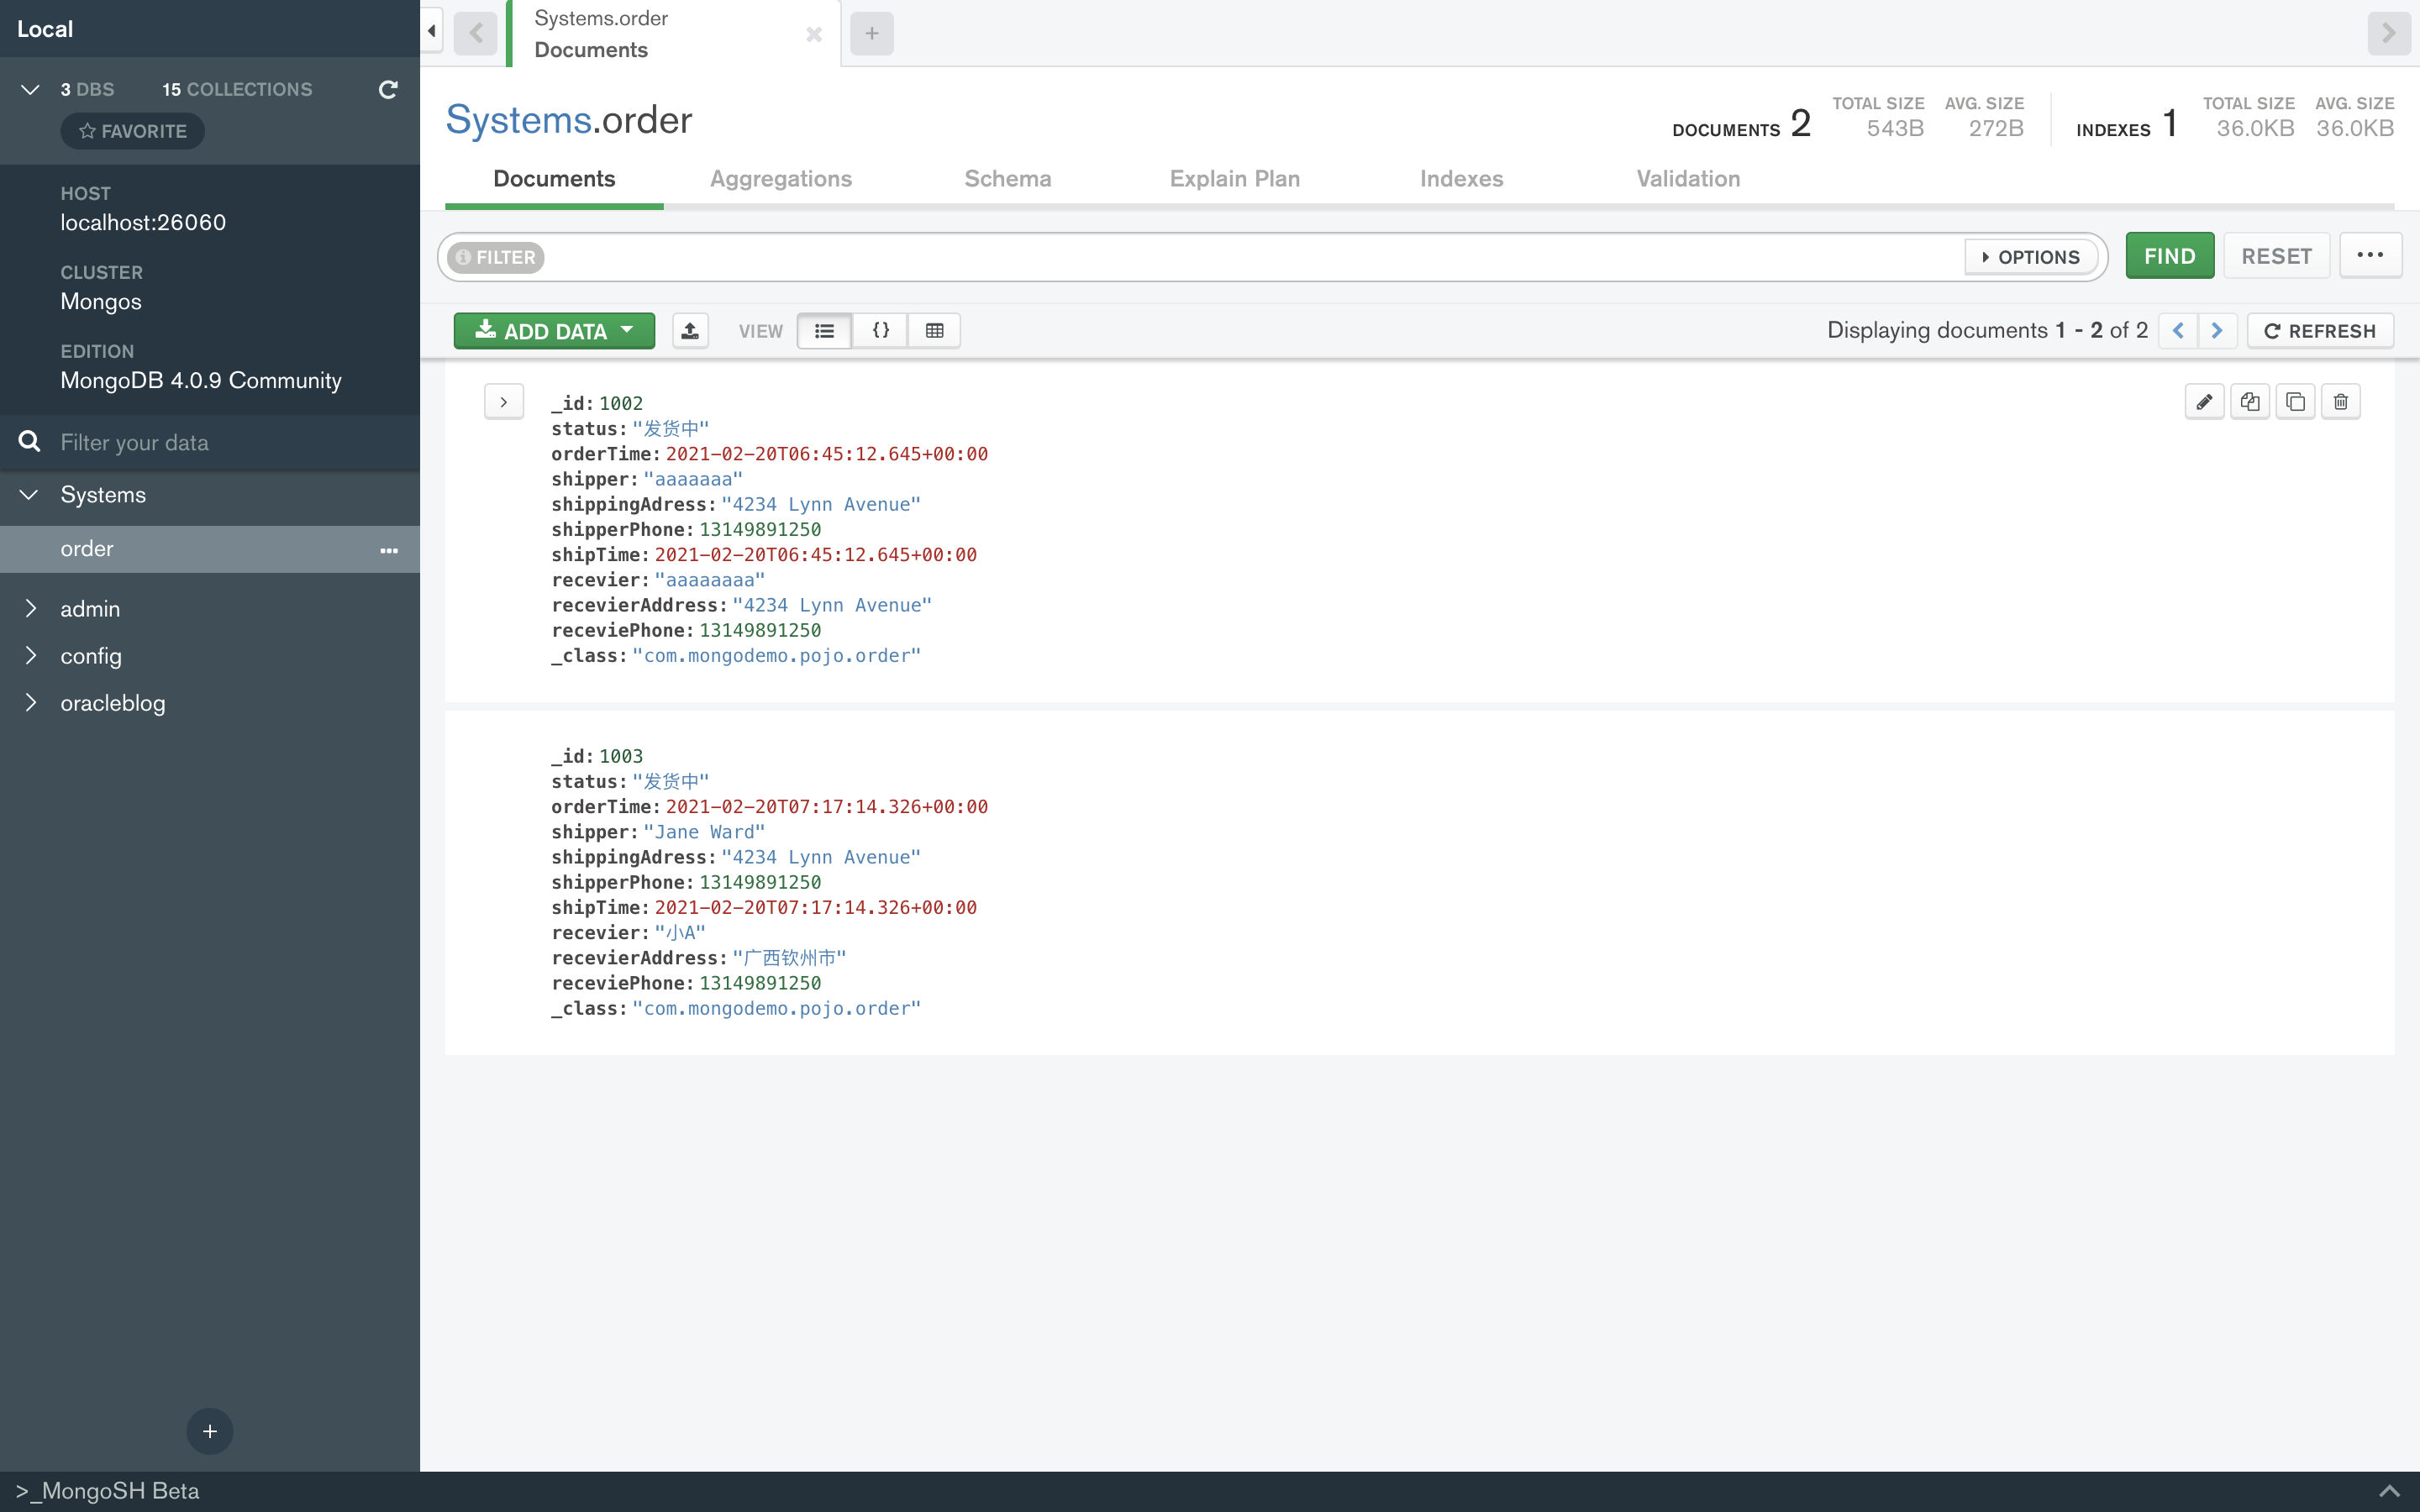 Local
3 DBS 15 COLLECTIONS
FAVORITE
HOST
localhost:26060
CLUSTER
Mongos
EDITION
MongoDB 4.0.9 Community
Filter your data
Systems
order
admin
config
oracleblog
>_MongoSH Beta
Systems.order
Documents
Systems.order
DOCUMENTS 2 TOTAL SIZE 543B AVG. SIZE 272B INDEXES 1 TOTAL SIZE 36.0KB AVG. SIZE 36.0KB
Documents Aggregations Schema Explain Plan Indexes Validation
FILTER OPTIONS FIND RESET
ADD DATA VIEW {} Displaying documents 1 - 2 of 2 REFRESH
_id: 1002
status: "发货中"
orderTime: 2021-02-20T06:45:12.645+00:00
shipper: "aaaaaaa"
shippingAdress: "4234 Lynn Avenue"
shipperPhone: 13149891250
shipTime: 2021-02-20T06:45:12.645+00:00
recevier: "aaaaaaaa"
recevierAddress: "4234 Lynn Avenue"
receviePhone: 13149891250
_class: "com.mongodemo.pojo.order"
_id: 1003
status: "发货中"
orderTime: 2021-02-20T07:17:14.326+00:00
shipper: "Jane Ward"
shippingAdress: "4234 Lynn Avenue"
shipperPhone: 13149891250
shipTime: 2021-02-20T07:17:14.326+00:00
recevier: "小A"
recevierAddress: "广西钦州市"
receviePhone: 13149891250
_class: "com.mongodemo.pojo.order"